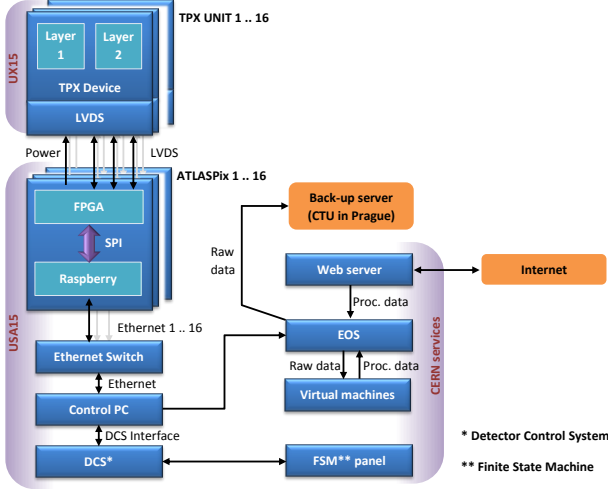 TPX UNIT 1 .. 16
UX15
Layer
1
Layer
2
TPX Device
LVDS
Power
LVDS
ATLASPix 1 .. 16
USA15
FPGA
SPI
Raspberry
Ethernet 1 .. 16
Ethernet Switch
Ethernet
Control PC
DCS Interface
DCS*
Back-up server
(CTU in Prague)
Raw
data
Web server
Internet
Proc. data
EOS
Raw data
Proc. data
Virtual machines
CERN services
FSM** panel
* Detector Control System
** Finite State Machine